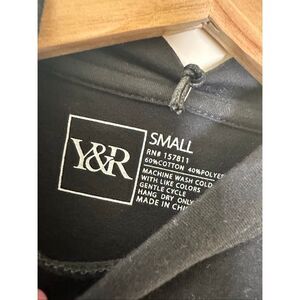 Y&R
SMALL
RN# 157811
60%COTTON 40%POLYE
MACHINE WASH COLD
WITH LIKE COLORS
GENTLE CYCLE
HANG DRY ONLY
MADE IN CHI